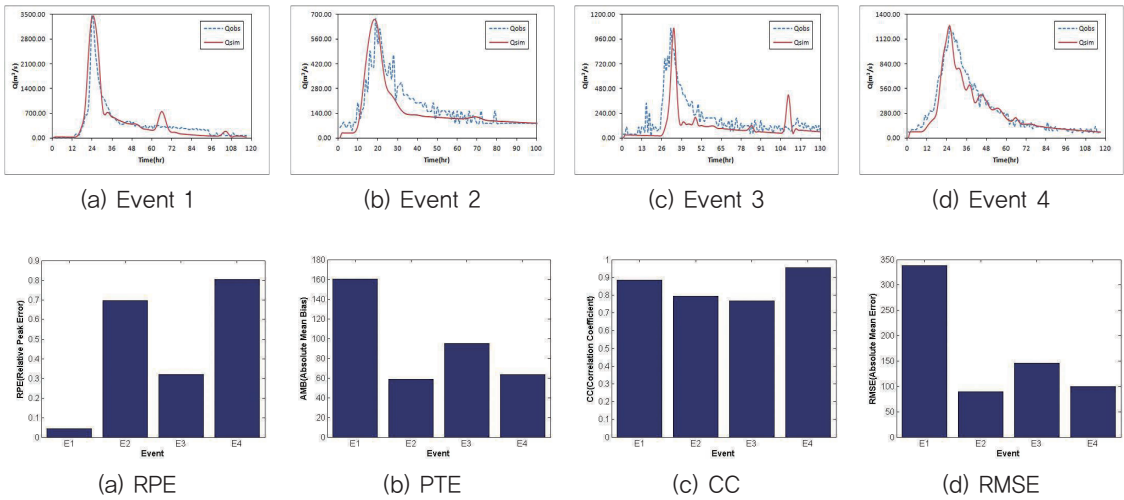 3500.00
2800.00
2100.00
1400.00
700.00
0.00
Q(m³/s)
Qobs
Qsim
0 12 24 36 48 60 72 84 96 108 120
Time(hr)
(a) Event 1
700.00
560.00
420.00
280.00
140.00
0.00
Q(m³/s)
Qobs
Qsim
0 10 20 30 40 50 60 70 80 90 100
Time(hr)
(b) Event 2
1200.00
960.00
720.00
480.00
240.00
0.00
Q(m³/s)
Qobs
Qsim
0 13 26 39 52 65 78 91 104 117 130
Time(hr)
(c) Event 3
1400.00
1120.00
840.00
560.00
280.00
0.00
Q(m³/s)
Qobs
Qsim
0 12 24 36 48 60 72 84 96 108 120
Time(hr)
(d) Event 4
0.9
0.8
0.7
0.6
0.5
0.4
0.3
0.2
0.1
0
RPE(Relative Peak Error)
E1 E2 E3 E4
Event
(a) RPE
180
160
140
120
100
80
60
40
20
0
AMB(Absolute Mean Bias)
E1 E2 E3 E4
Event
(b) PTE
1
0.9
0.8
0.7
0.6
0.5
0.4
0.3
0.2
0.1
0
CC(Correlation Coefficient)
E1 E2 E3 E4
Event
(c) CC
350
300
250
200
150
100
50
0
RMSE(Absolute Mean Error)
E1 E2 E3 E4
Event
(d) RMSE